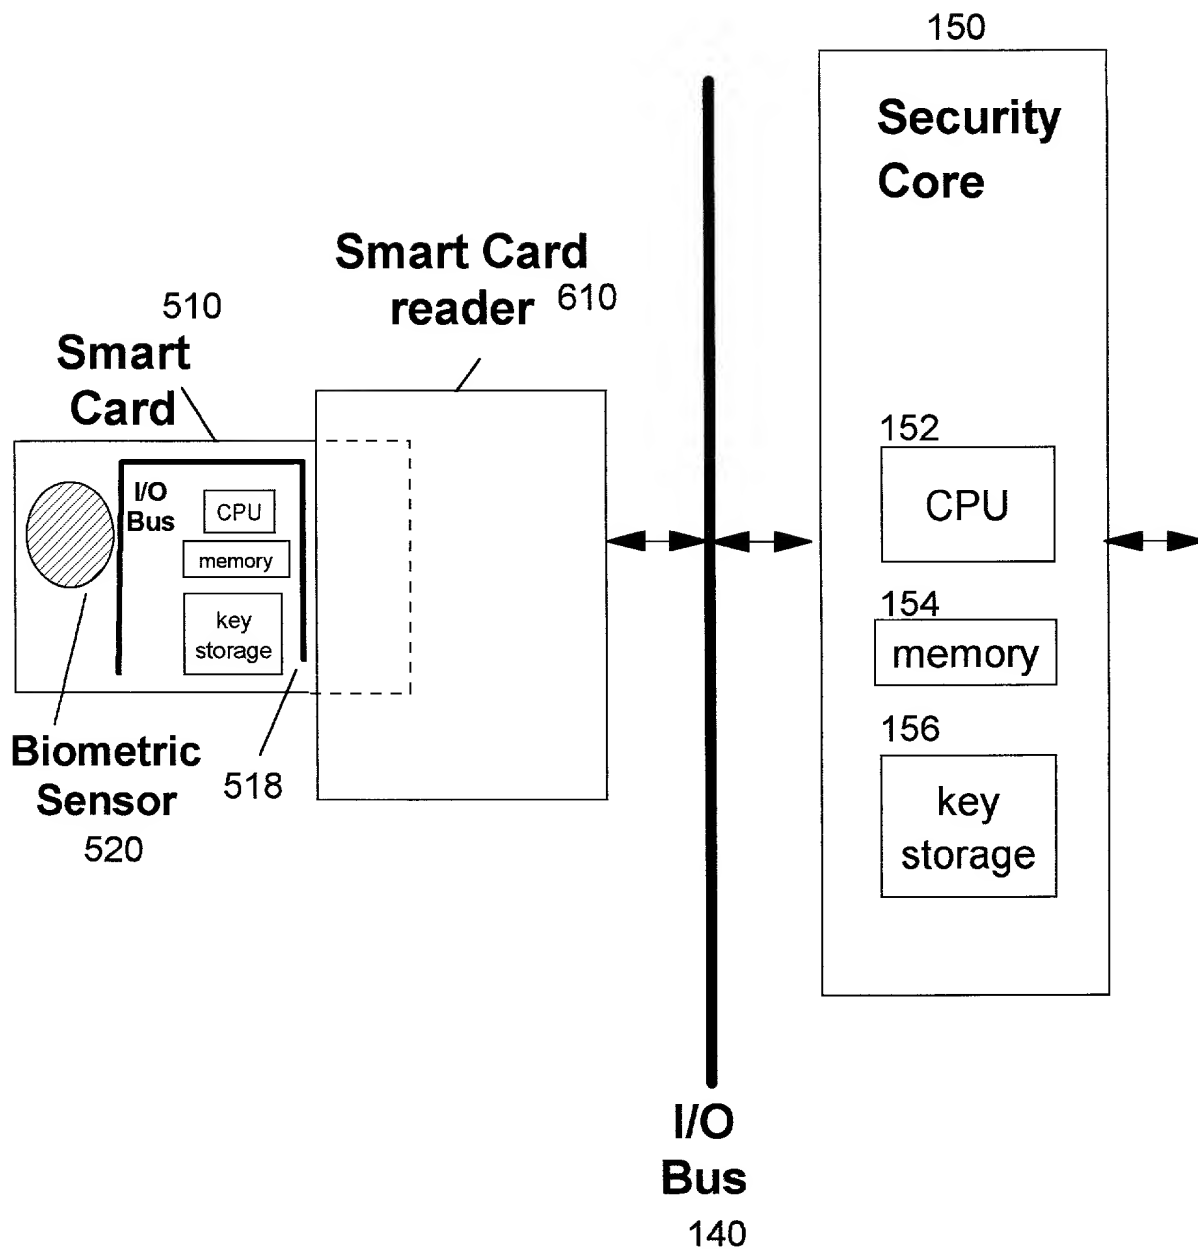 150
Security
Core
Smart Card
reader 610
510
Smart
Card
I/O
Bus
CPU
memory
key
storage
Biometric
Sensor
520
518
152
CPU
154
memory
156
key
storage
I/O
Bus
140